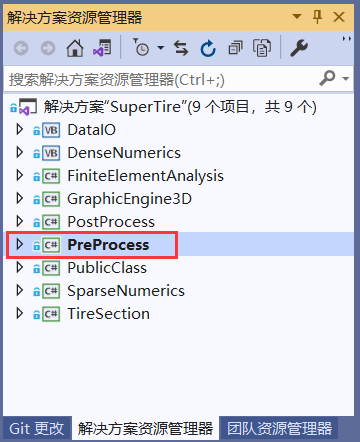 解决方案资源管理器
搜索解决方案资源管理器(Ctrl+;)
解决方案"SuperTire"(9 个项目，共 9 个)
VB DataIO
VB DenseNumerics
C# FiniteElementAnalysis
C# GraphicEngine3D
C# PostProcess
C# PreProcess
C# PublicClass
C# SparseNumerics
C# TireSection
Git 更改 解决方案资源管理器 团队资源管理器